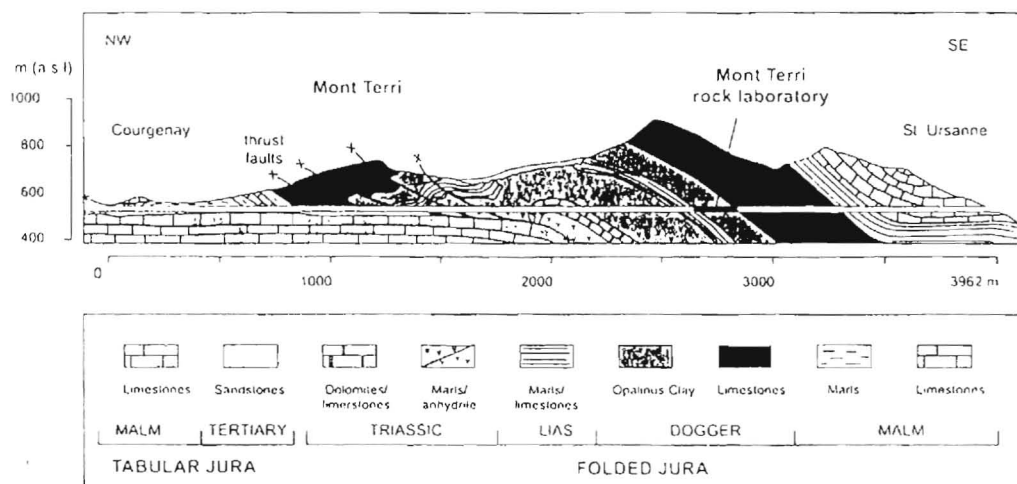 NW
SE
m (a s l)
Mont Terri
Mont Terri
rock laboratory
1000
Courgenay
thrust
faults
St Ursanne
800
600
400
0 1000 2000 3000 3962 m
Limestones Sandstones Dolomites/ Marls/ Marls/ Opalinus Clay Limestones Marls Limestones
limerstones anhydrite limestones
MALM TERTIARY TRIASSIC LIAS DOGGER MALM
TABULAR JURA FOLDED JURA